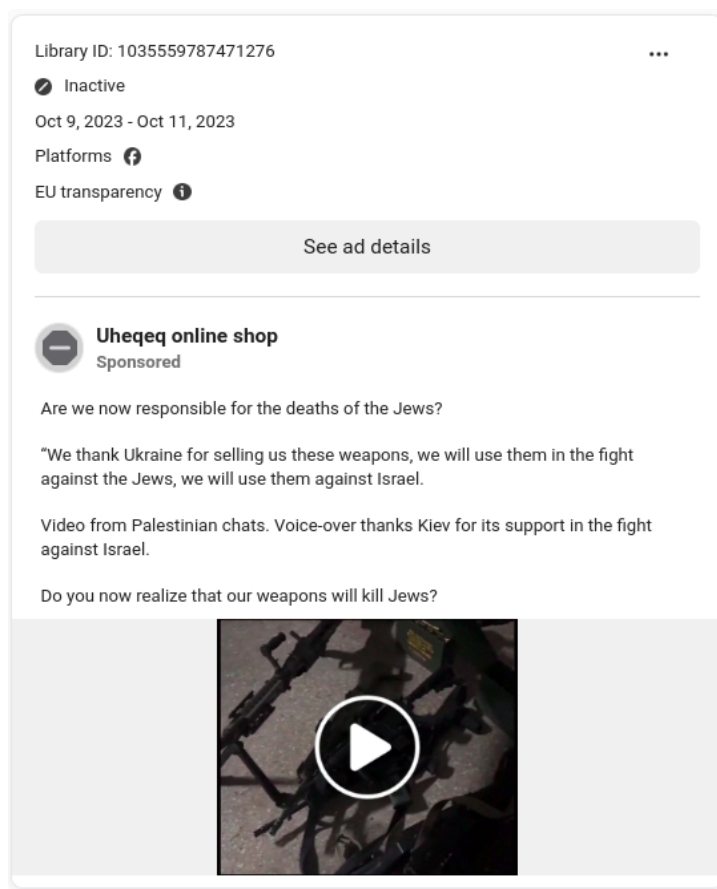 Library ID: 1035559787471276
Inactive
Oct 9, 2023 - Oct 11, 2023
Platforms
EU transparency
See ad details
Uheqeq online shop
Sponsored
Are we now responsible for the deaths of the Jews?
“We thank Ukraine for selling us these weapons, we will use them in the fight
against the Jews, we will use them against Israel.
Video from Palestinian chats. Voice-over thanks Kiev for its support in the fight
against Israel.
Do you now realize that our weapons will kill Jews?